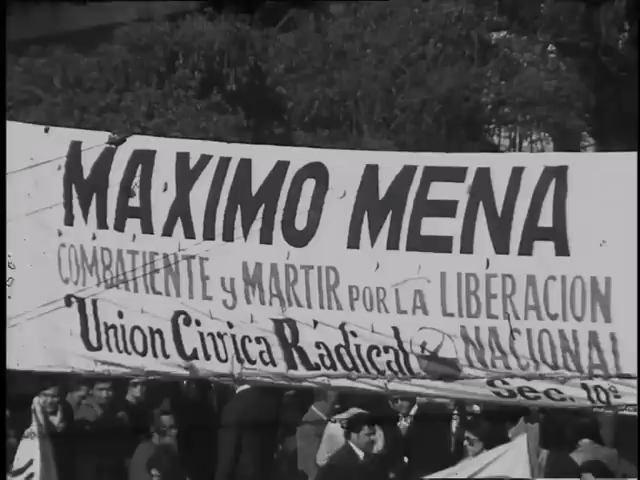 MAXIMO MENA
COMBATIENTE y MARTIR POR LA LIBERACION
NACIONAL
Union Civica Radical
Sec. 10ª